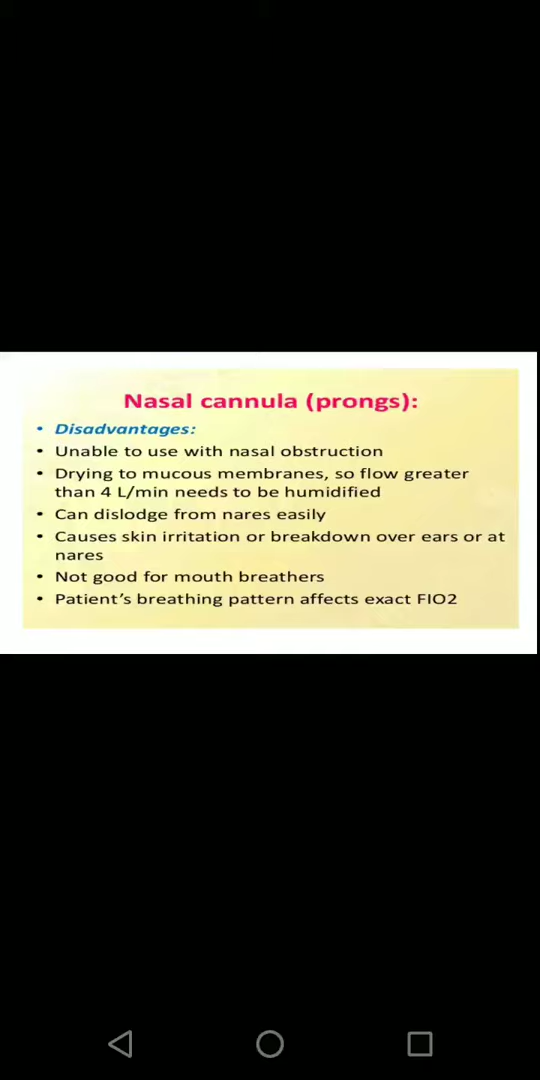 Nasal cannula (prongs):
• Disadvantages:
• Unable to use with nasal obstruction
• Drying to mucous membranes, so flow greater
than 4 L/min needs to be humidified
• Can dislodge from nares easily
• Causes skin irritation or breakdown over ears or at
nares
• Not good for mouth breathers
• Patient's breathing pattern affects exact FIO2